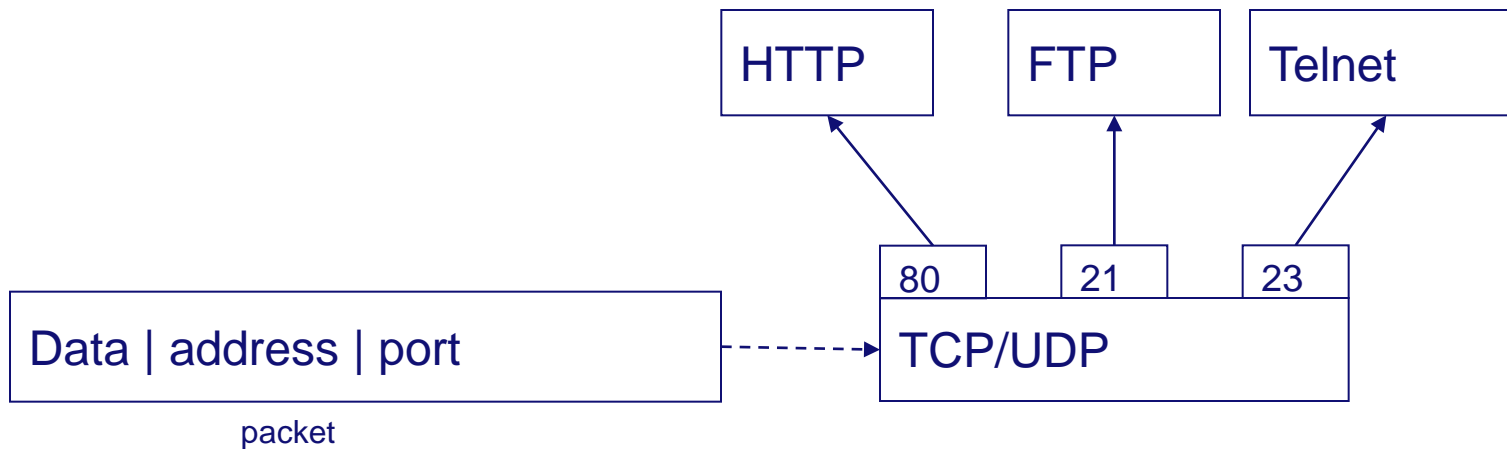 HTTP
FTP
Telnet
80
21
23
Data | address | port
TCP/UDP
packet